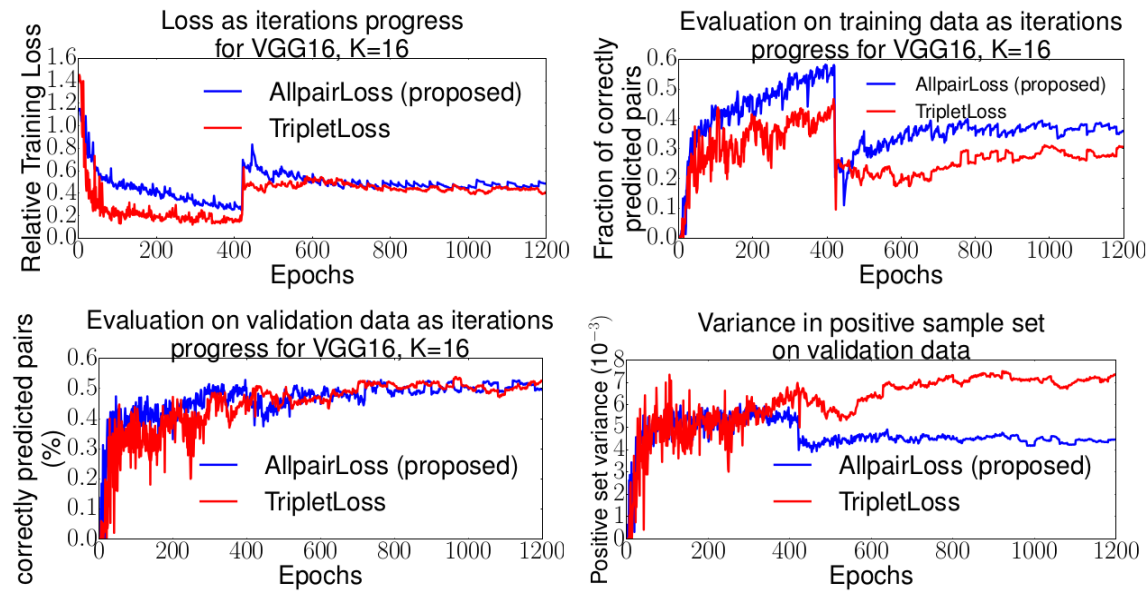 Loss as iterations progress
for VGG16, K=16
Relative Training Loss
1.6
1.4
1.2
1.0
0.8
0.6
0.4
0.2
0.0
AllpairLoss (proposed)
TripletLoss
0 200 400 600 800 1000 1200
Epochs
Evaluation on training data as iterations
progress for VGG16, K=16
Fraction of correctly
predicted pairs
0.6
0.5
0.4
0.3
0.2
0.1
0.0
AllpairLoss (proposed)
TripletLoss
0 200 400 600 800 1000 1200
Epochs
Evaluation on validation data as iterations
progress for VGG16, K=16
correctly predicted pairs
(%)
0.6
0.5
0.4
0.3
0.2
0.1
0.0
AllpairLoss (proposed)
TripletLoss
0 200 400 600 800 1000 1200
Epochs
Variance in positive sample set
on validation data
Positive set variance (10⁻³)
8
7
6
5
4
3
2
1
0
AllpairLoss (proposed)
TripletLoss
0 200 400 600 800 1000 1200
Epochs